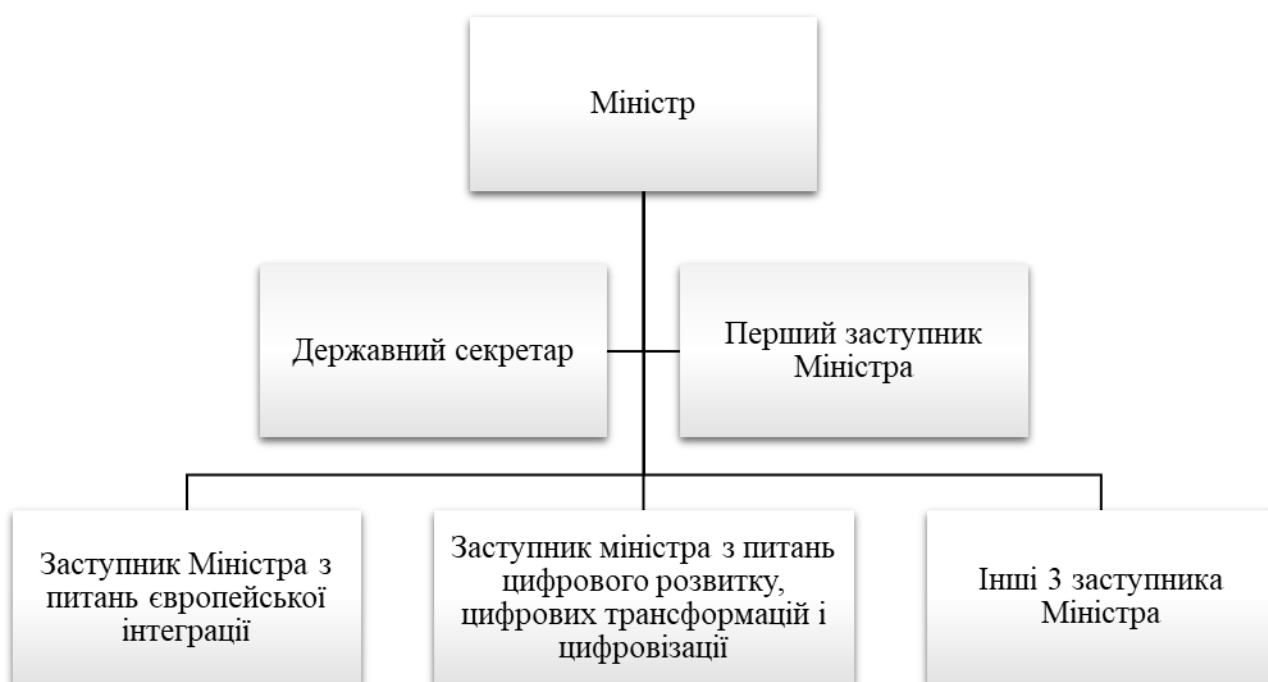 Міністр
Державний секретар
Перший заступник
Міністра
Заступник Міністра з
питань європейської
інтеграції
Заступник міністра з питань
цифрового розвитку,
цифрових трансформацій і
цифровізації
Інші 3 заступника
Міністра